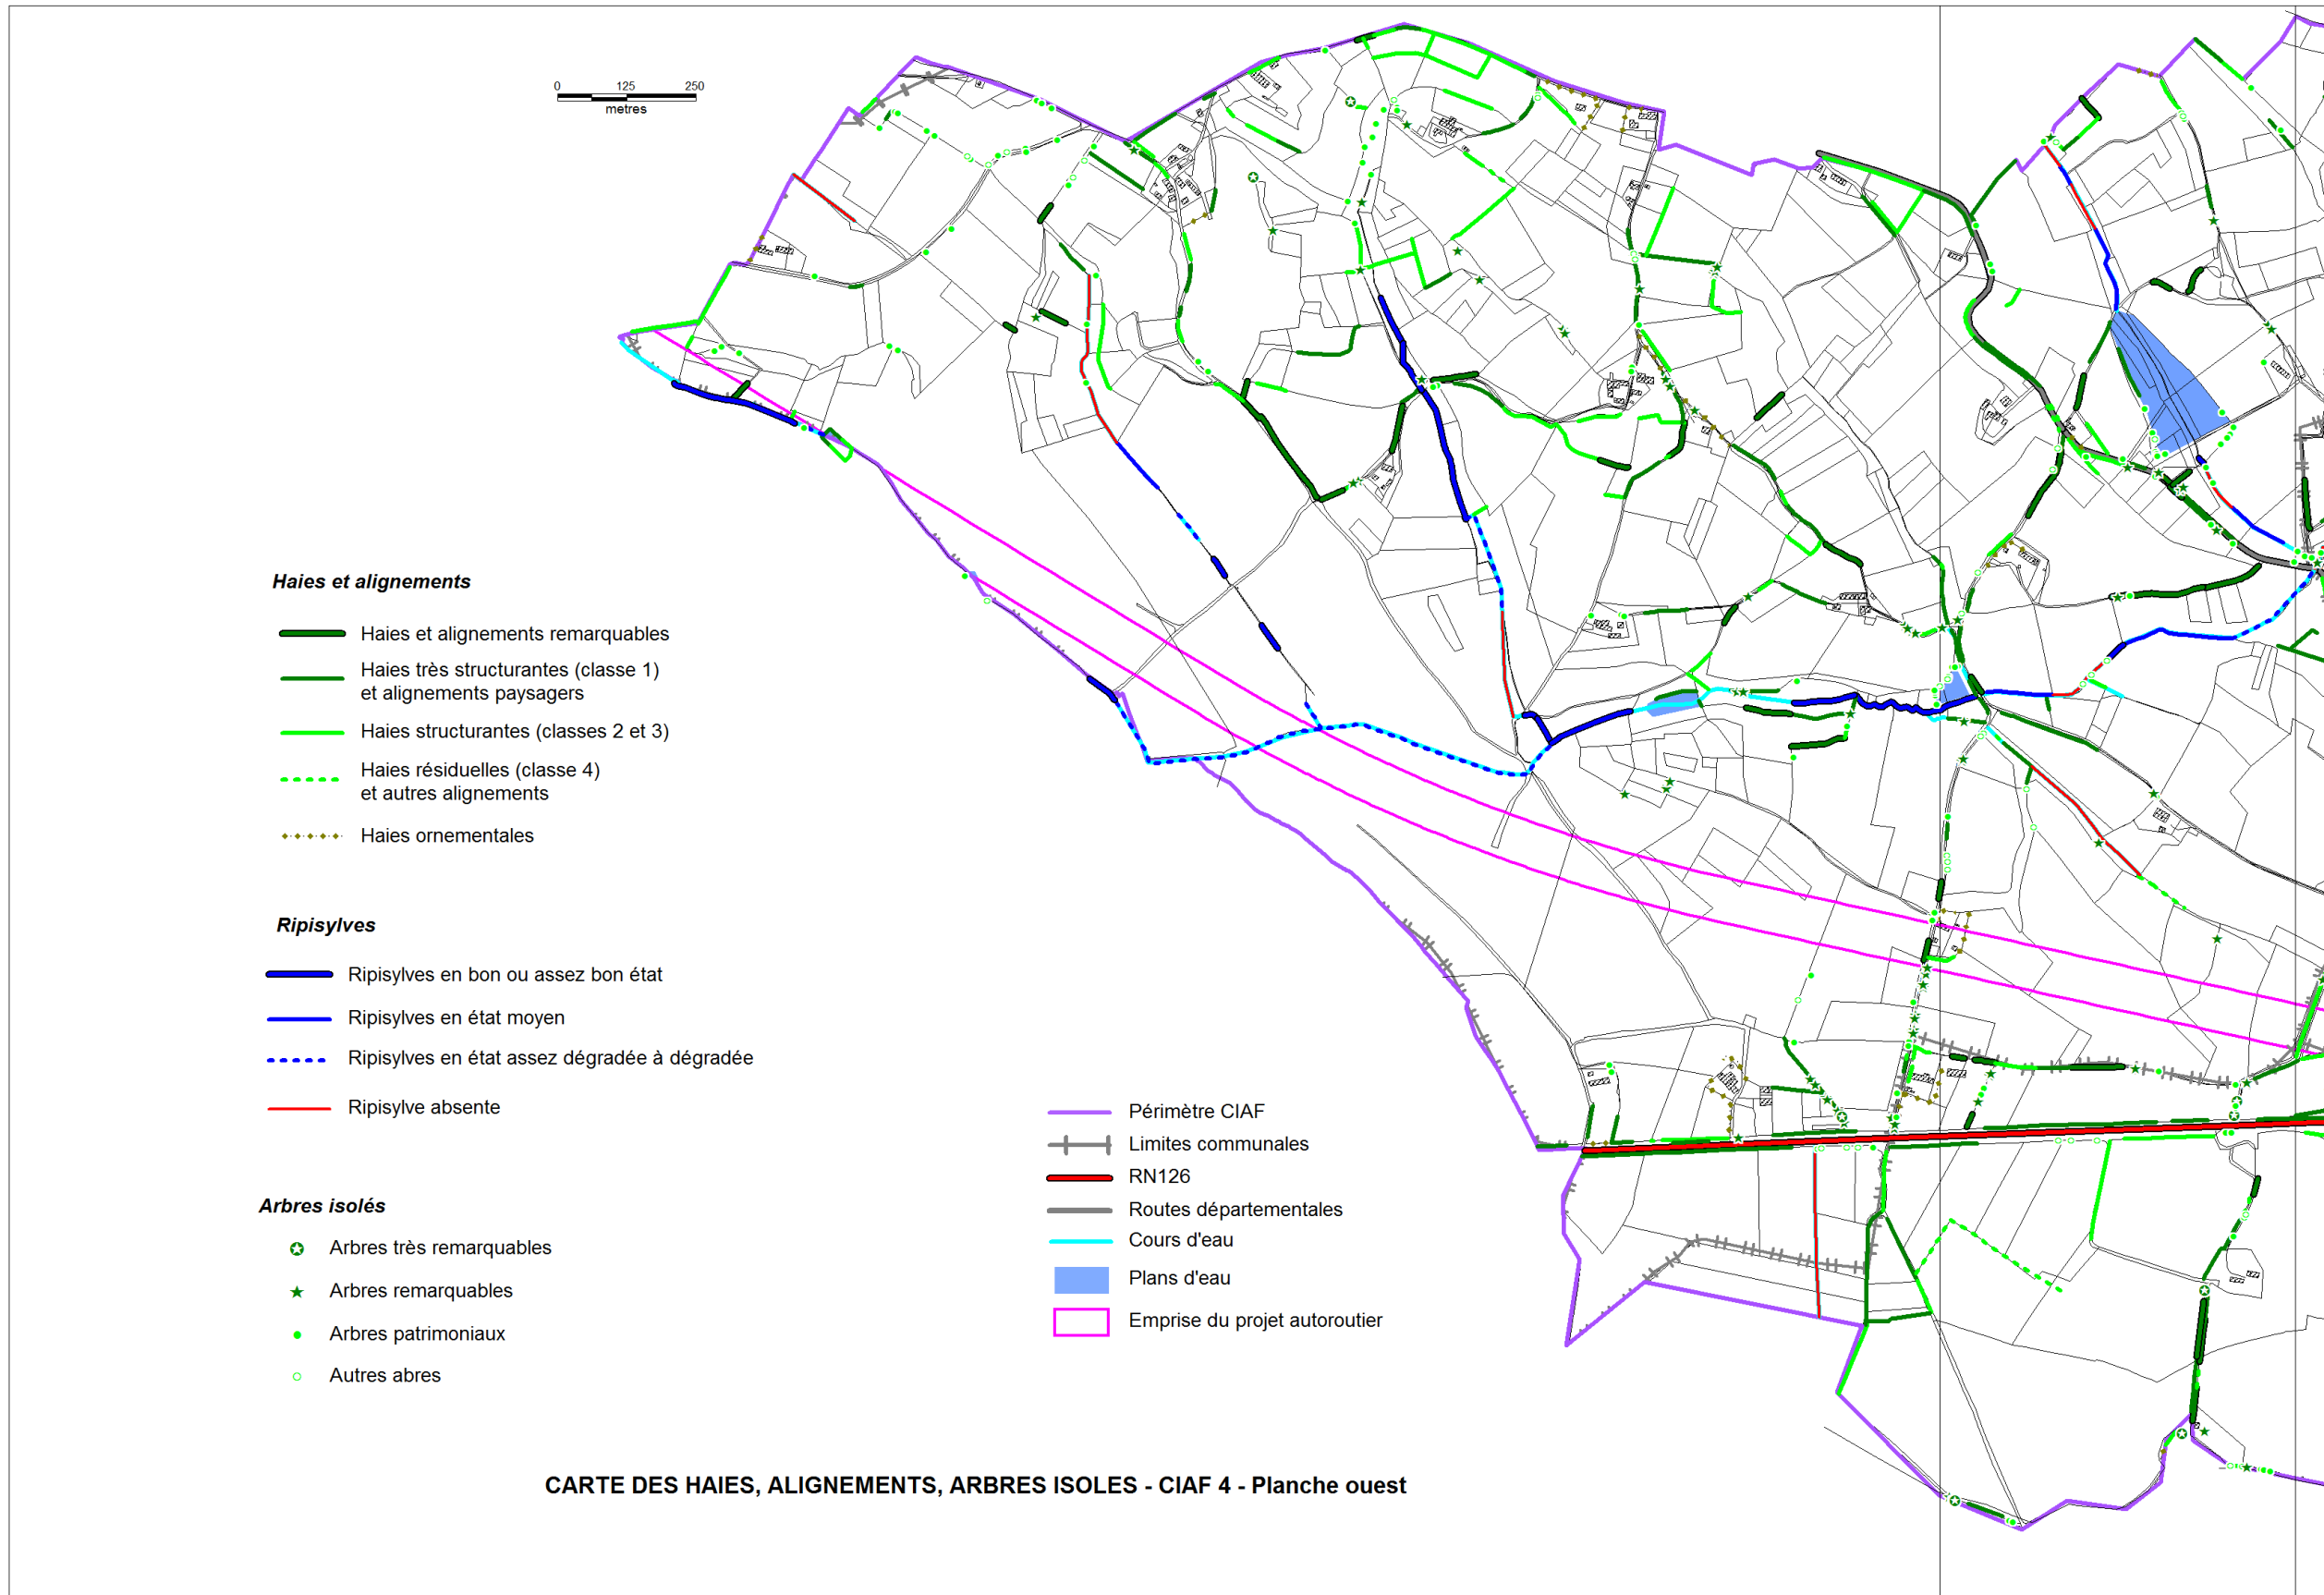 0 125 250
metres
Haies et alignements
Haies et alignements remarquables
Haies très structurantes (classe 1)
et alignements paysagers
Haies structurantes (classes 2 et 3)
Haies résiduelles (classe 4)
et autres alignements
Haies ornementales
Ripisylves
Ripisylves en bon ou assez bon état
Ripisylves en état moyen
Ripisylves en état assez dégradée à dégradée
Ripisylve absente
Arbres isolés
Arbres très remarquables
Arbres remarquables
Arbres patrimoniaux
Autres abres
Périmètre CIAF
Limites communales
RN126
Routes départementales
Cours d'eau
Plans d'eau
Emprise du projet autoroutier
CARTE DES HAIES, ALIGNEMENTS, ARBRES ISOLES - CIAF 4 - Planche ouest